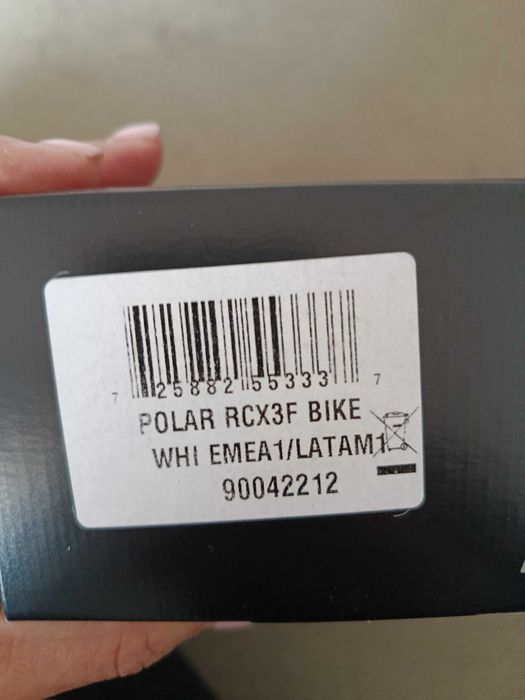 7 25882 55333 7
POLAR RCX3F BIKE
WHI EMEA1/LATAM1
90042212